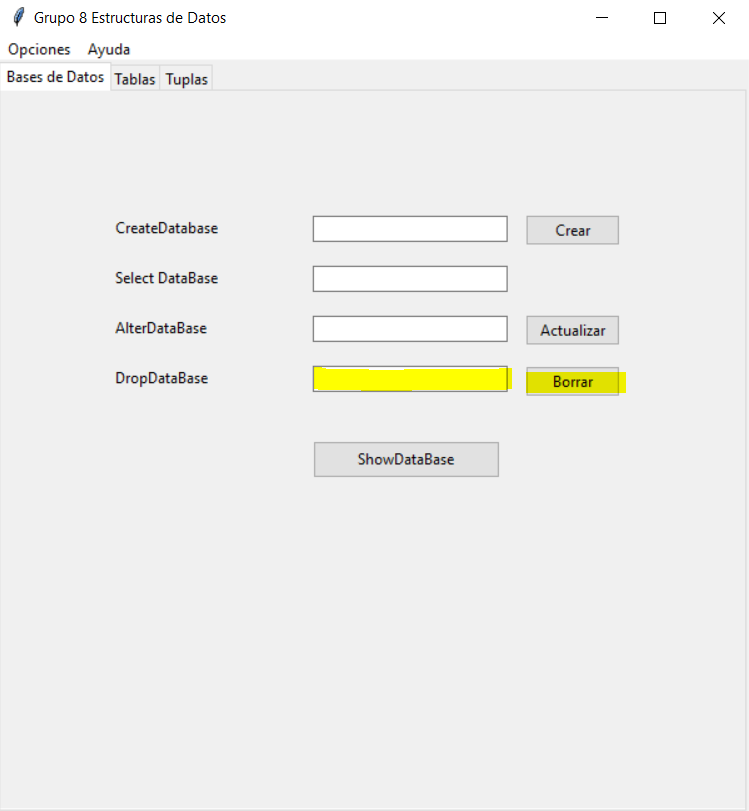 Grupo 8 Estructuras de Datos
Opciones Ayuda
Bases de Datos Tablas Tuplas
CreateDatabase Crear
Select DataBase
AlterDataBase Actualizar
DropDataBase Borrar
ShowDataBase